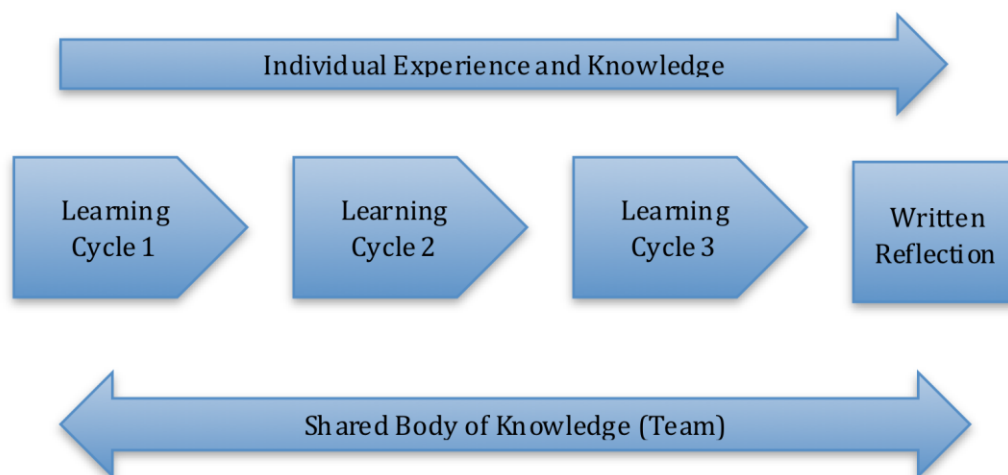 Individual Experience and Knowledge
Learning
Cycle 1
Learning
Cycle 2
Learning
Cycle 3
Written
Reflection
Shared Body of Knowledge (Team)